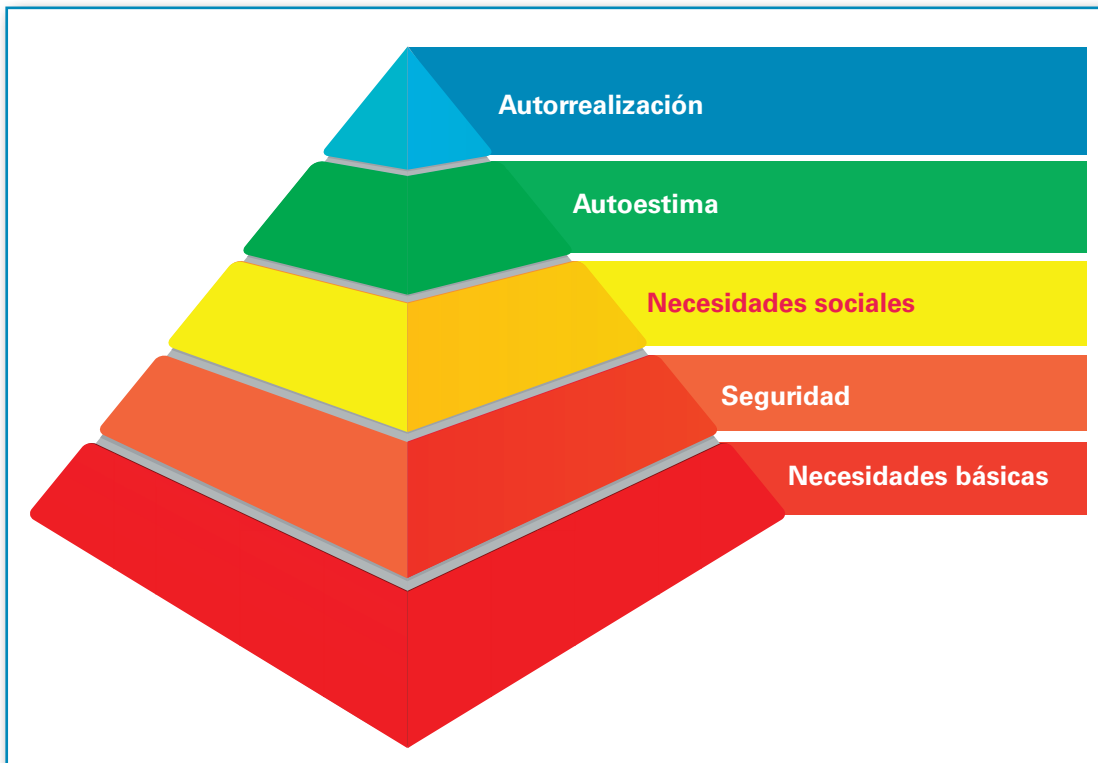 Autorrealización
Autoestima
Necesidades sociales
Seguridad
Necesidades básicas